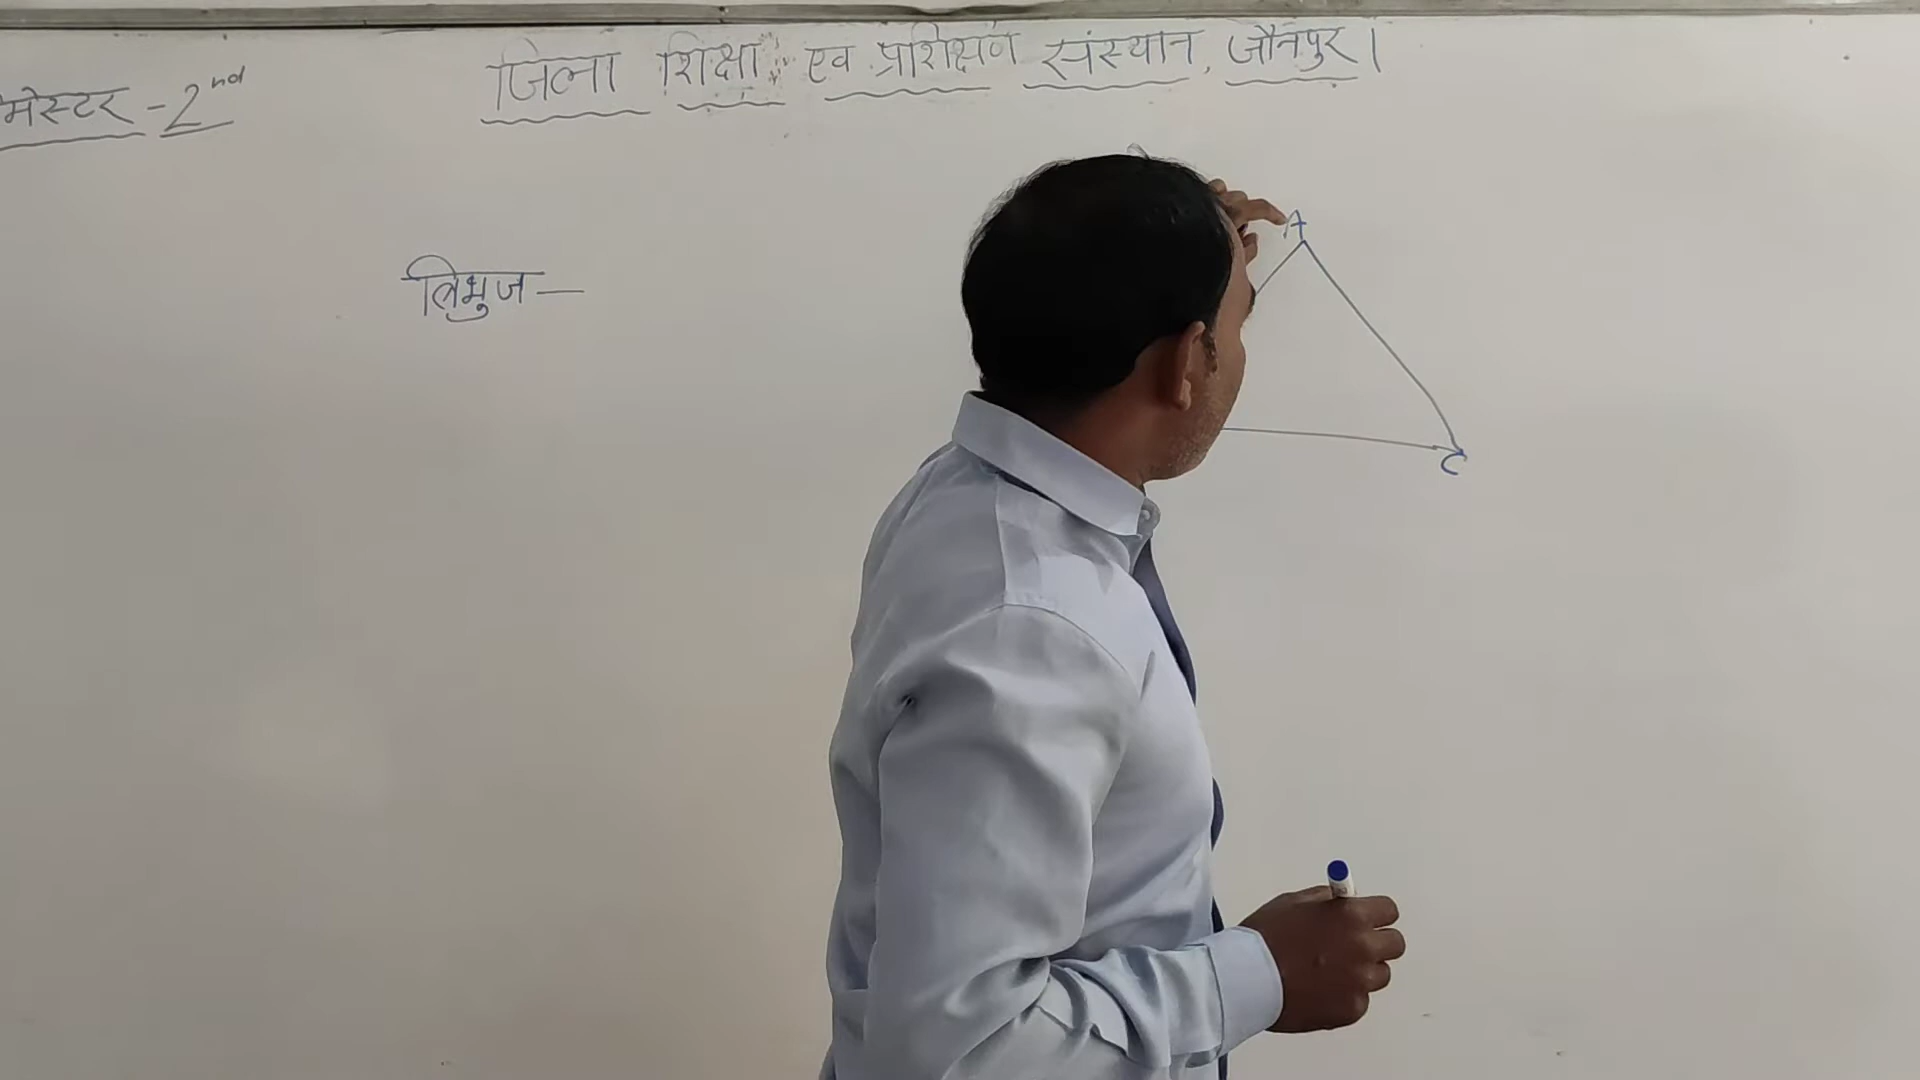 जिला शिक्षा एवं प्रशिक्षण संस्थान, जौनपुर।
मेस्टर - 2nd
त्रिभुज —
A
C